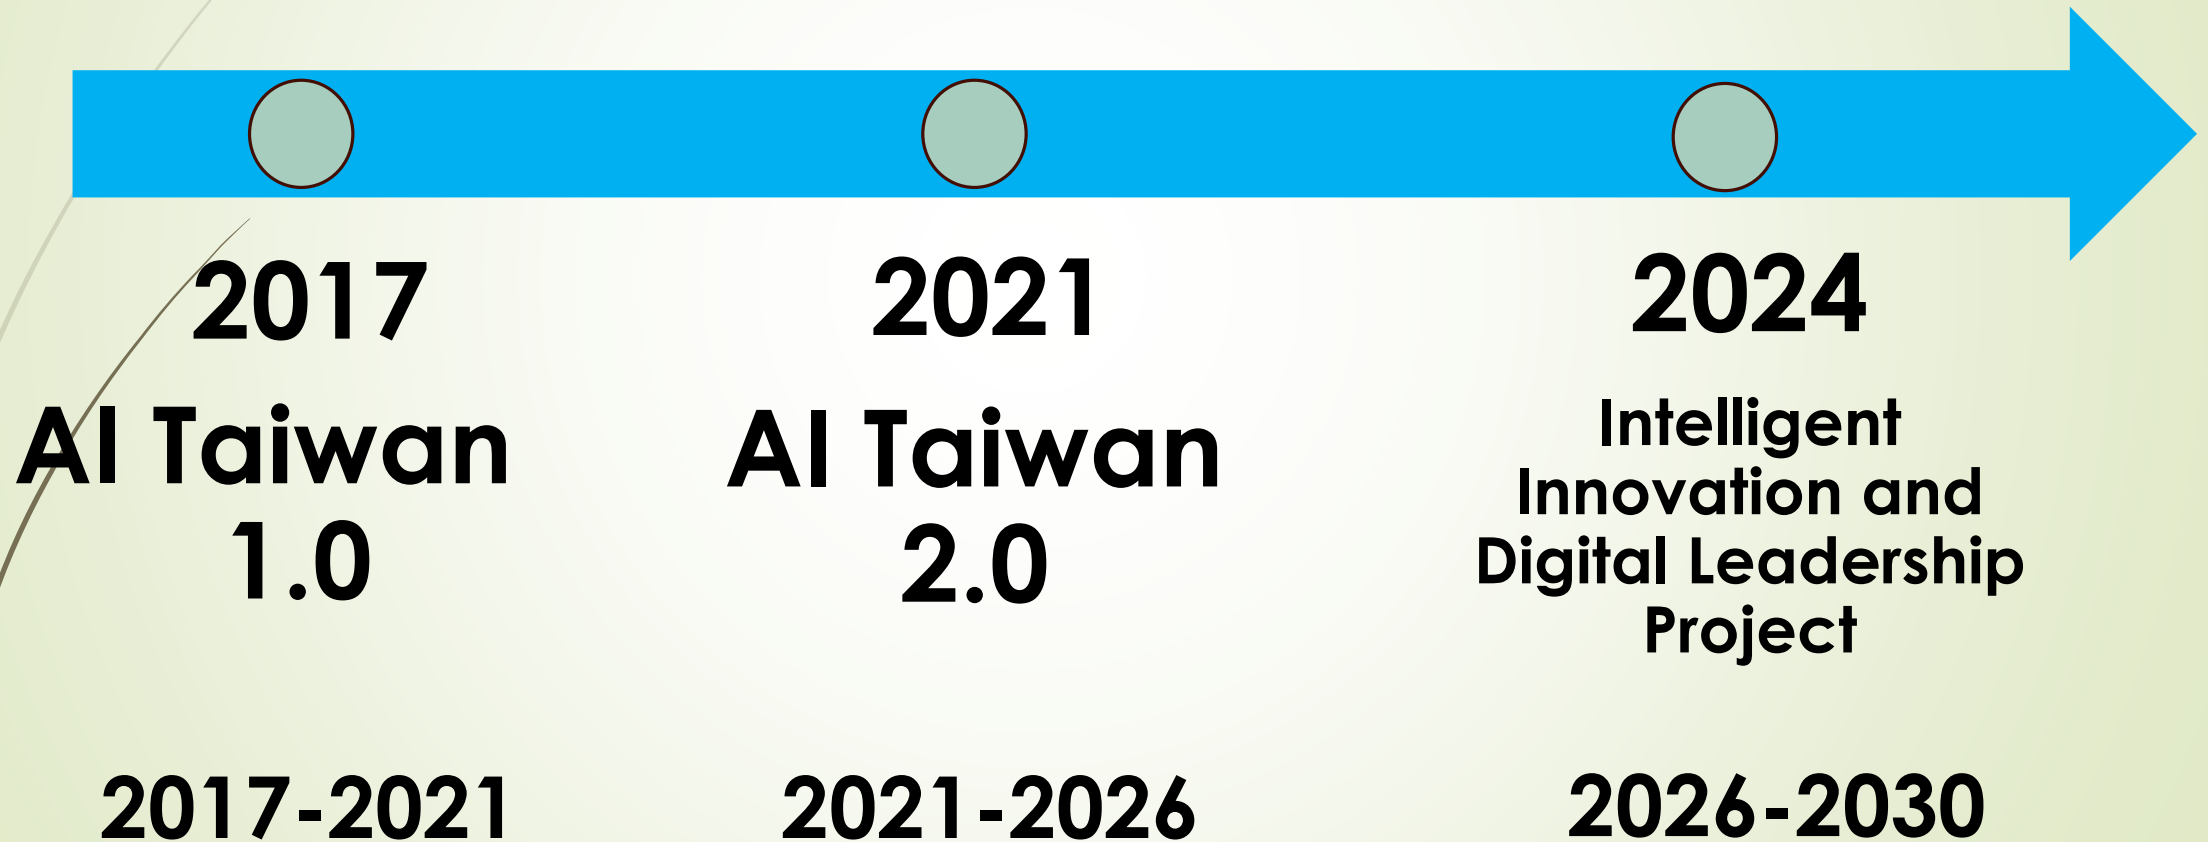 2017
AI Taiwan
1.0
2017-2021
2021
AI Taiwan
2.0
2021-2026
2024
Intelligent
Innovation and
Digital Leadership
Project
2026-2030